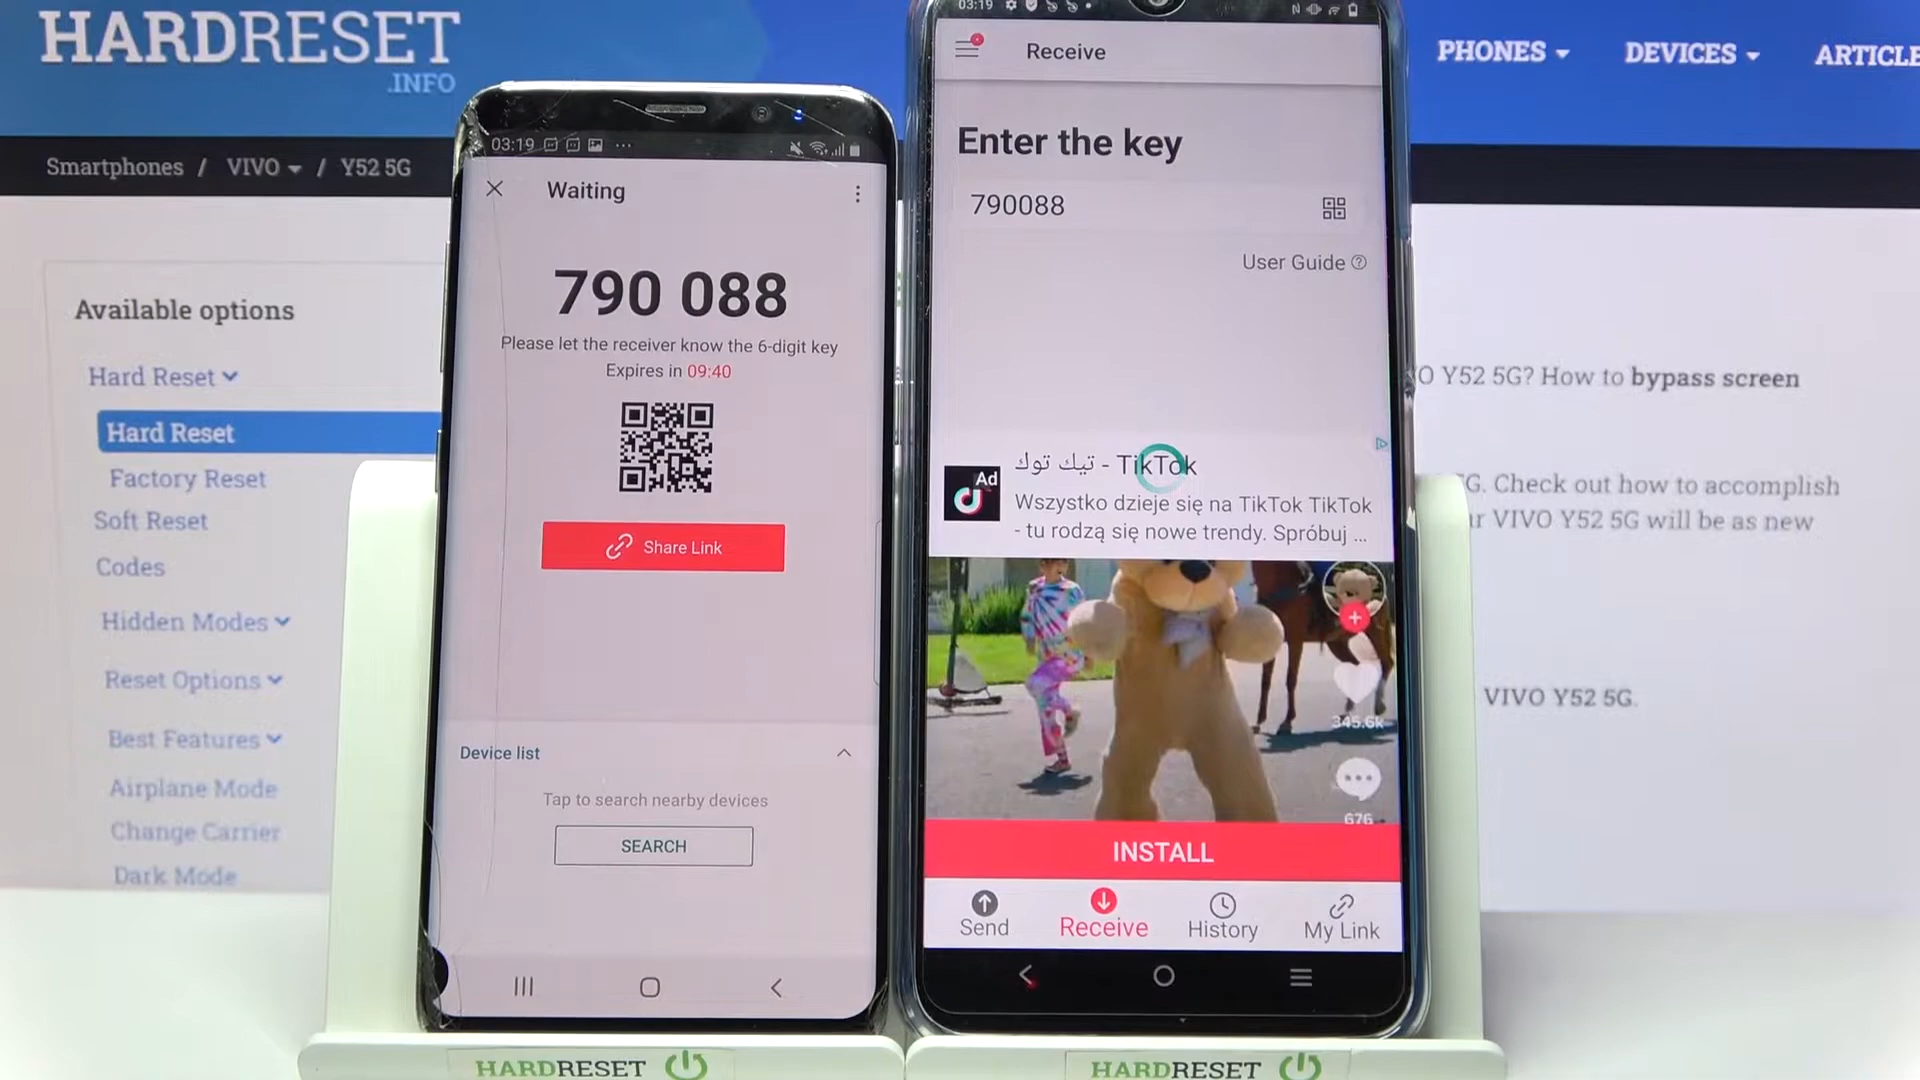 HARDRESET
.INFO
PHONES
DEVICES
ARTICLE
Smartphones / VIVO / Y52 5G
Available options
Hard Reset
Hard Reset
Factory Reset
Soft Reset
Codes
Hidden Modes
Reset Options
Best Features
Airplane Mode
Change Carrier
Dark Mode
03:19
Waiting
790 088
Please let the receiver know the 6-digit key
Expires in 09:40
Share Link
Device list
Tap to search nearby devices
SEARCH
03:19
Receive
Enter the key
790088
User Guide
Ad
تيك توك - TikTok
Wszystko dzieje się na TikTok TikTok
- tu rodzą się nowe trendy. Spróbuj ...
345.6k
676
INSTALL
Send
Receive
History
My Link
O Y52 5G? How to bypass screen
G. Check out how to accomplish
r VIVO Y52 5G will be as new
VIVO Y52 5G.
HARDRESET
HARDRESET